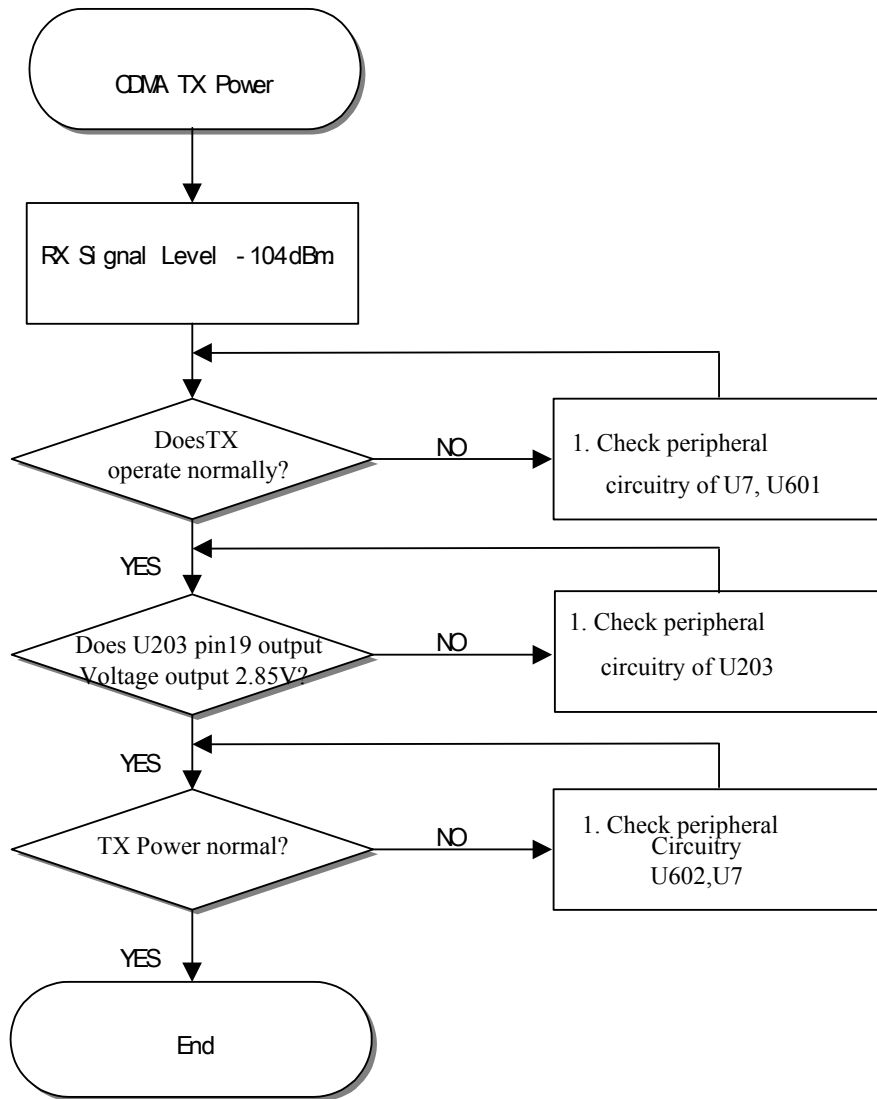 CDMA TX Power
RX Signal Level -104dBm.
DoesTX
operate normally?
NO
1. Check peripheral
circuitry of U7, U601
YES
Does U203 pin19 output
Voltage output 2.85V?
NO
1. Check peripheral
circuitry of U203
YES
TX Power normal?
NO
1. Check peripheral
Circuitry
U602,U7
YES
End